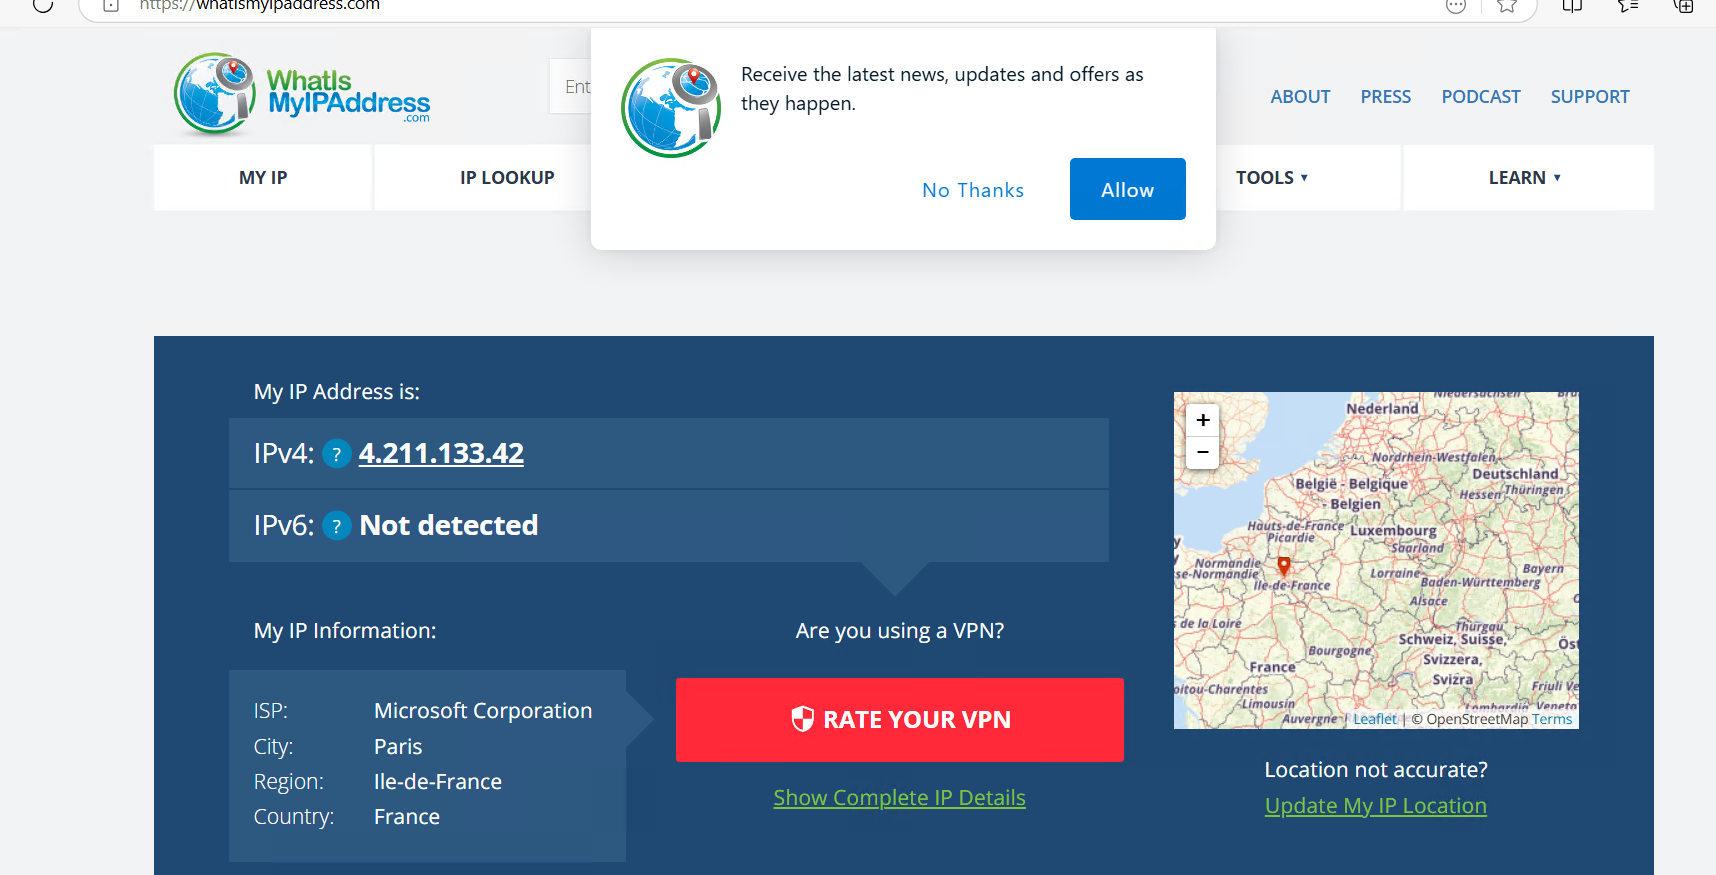 https://whatismyipaddress.com
WhatIs
MyIPAddress
.com
Ent
Receive the latest news, updates and offers as
they happen.
No Thanks
Allow
ABOUT PRESS PODCAST SUPPORT
MY IP IP LOOKUP TOOLS ▾ LEARN ▾
My IP Address is:
IPv4: ? 4.211.133.42
IPv6: ? Not detected
My IP Information:
ISP: Microsoft Corporation
City: Paris
Region: Ile-de-France
Country: France
Are you using a VPN?
RATE YOUR VPN
Show Complete IP Details
+
−
Niedersachsen
Nederland
Nordrhein-Westfalen
Deutschland
België - Belgique
- Belgien
Hessen Thüringen
Hauts-de-France
Picardie
Luxembourg
Saarland
Normandie
se-Normandie
Ile-de-France
Lorraine
Baden-Württemberg
Bayern
Alsace
s de la Loire
Thurgau
Schweiz, Suisse,
Svizzera,
Svizra
Öst
Bourgogne
France
oitou-Charentes
Limousin
Friuli Ve
Auvergne
Lombardia Veneto
Leaflet | © OpenStreetMap Terms
Location not accurate?
Update My IP Location